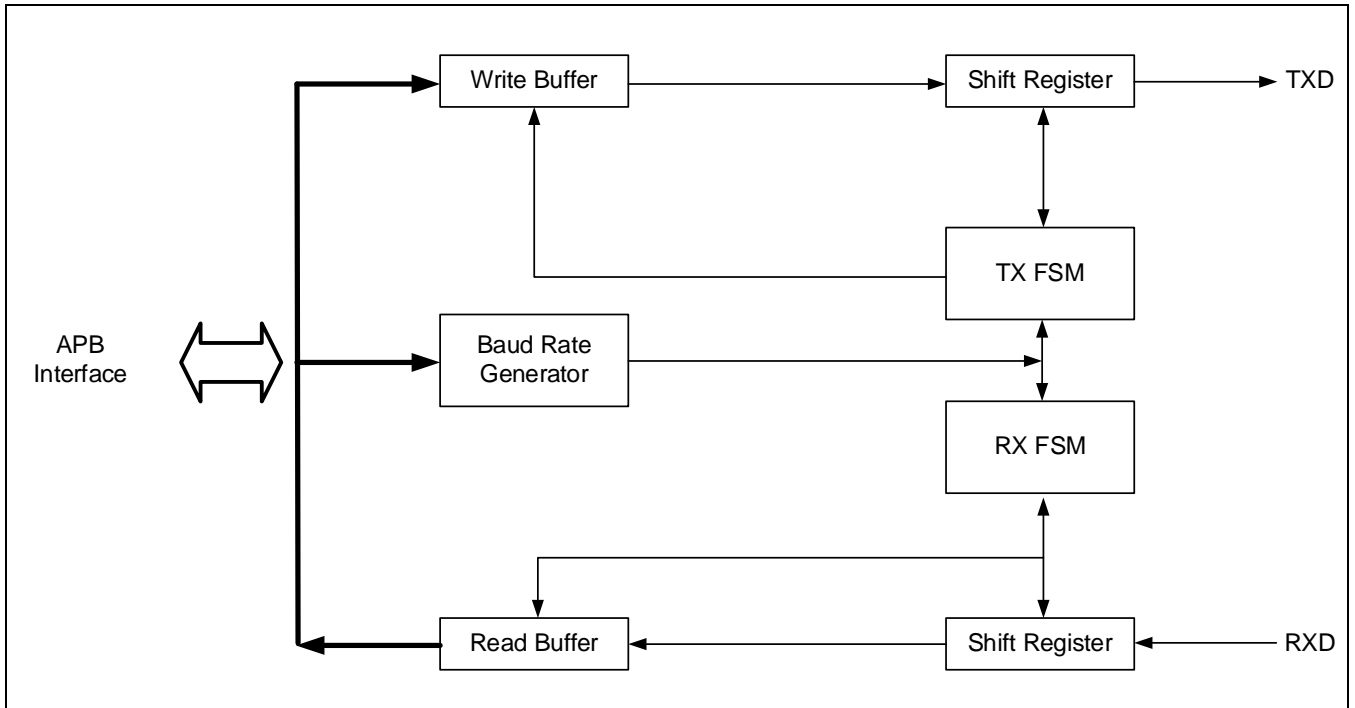 Write Buffer
Shift Register
TXD
TX FSM
APB
Interface
Baud Rate
Generator
RX FSM
Read Buffer
Shift Register
RXD